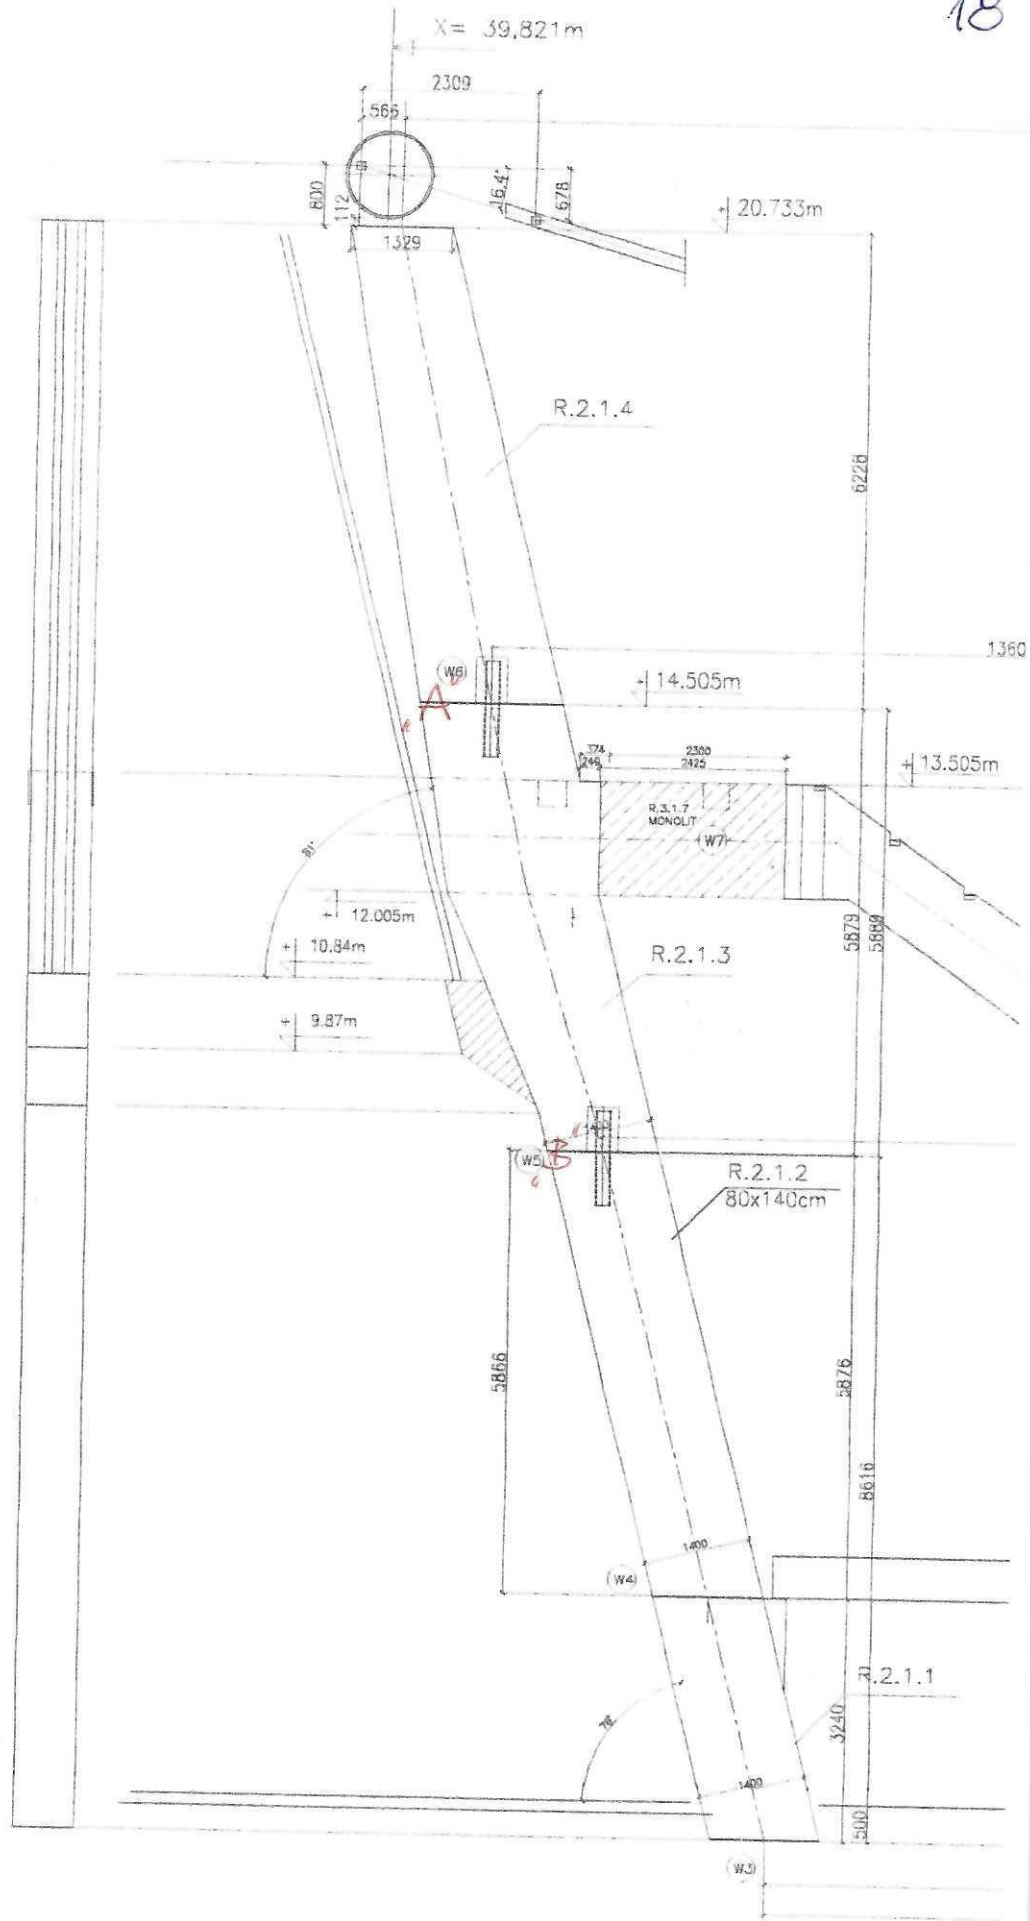 18
X= 39,821m
2309
566
800
112
16,4°
678
+ 20.733m
1329
R.2.1.4
6228
1360
W6
"A"
+ 14.505m
374
249
2300
2425
+ 13.505m
R.3.1.7
MONOLIT
W7
81°
+ 12.005m
+ 10.84m
5879
5889
R.2.1.3
+ 9.87m
"B"
W5
R.2.1.2
80x140cm
5866
5876
8616
1400
W4
R.2.1.1
3240
1400
500
W3